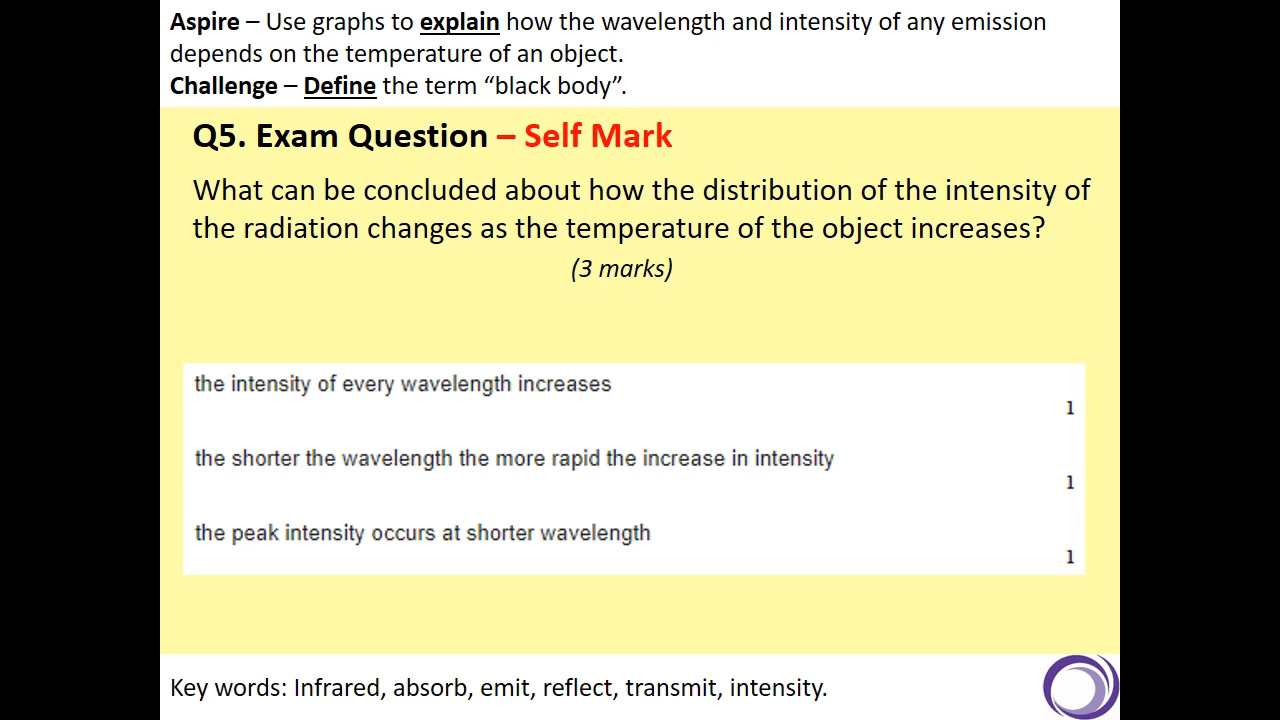 Aspire – Use graphs to explain how the wavelength and intensity of any emission
depends on the temperature of an object.
Challenge – Define the term “black body”.
Q5. Exam Question – Self Mark
What can be concluded about how the distribution of the intensity of
the radiation changes as the temperature of the object increases?
(3 marks)
the intensity of every wavelength increases
1
the shorter the wavelength the more rapid the increase in intensity
1
the peak intensity occurs at shorter wavelength
1
Key words: Infrared, absorb, emit, reflect, transmit, intensity.